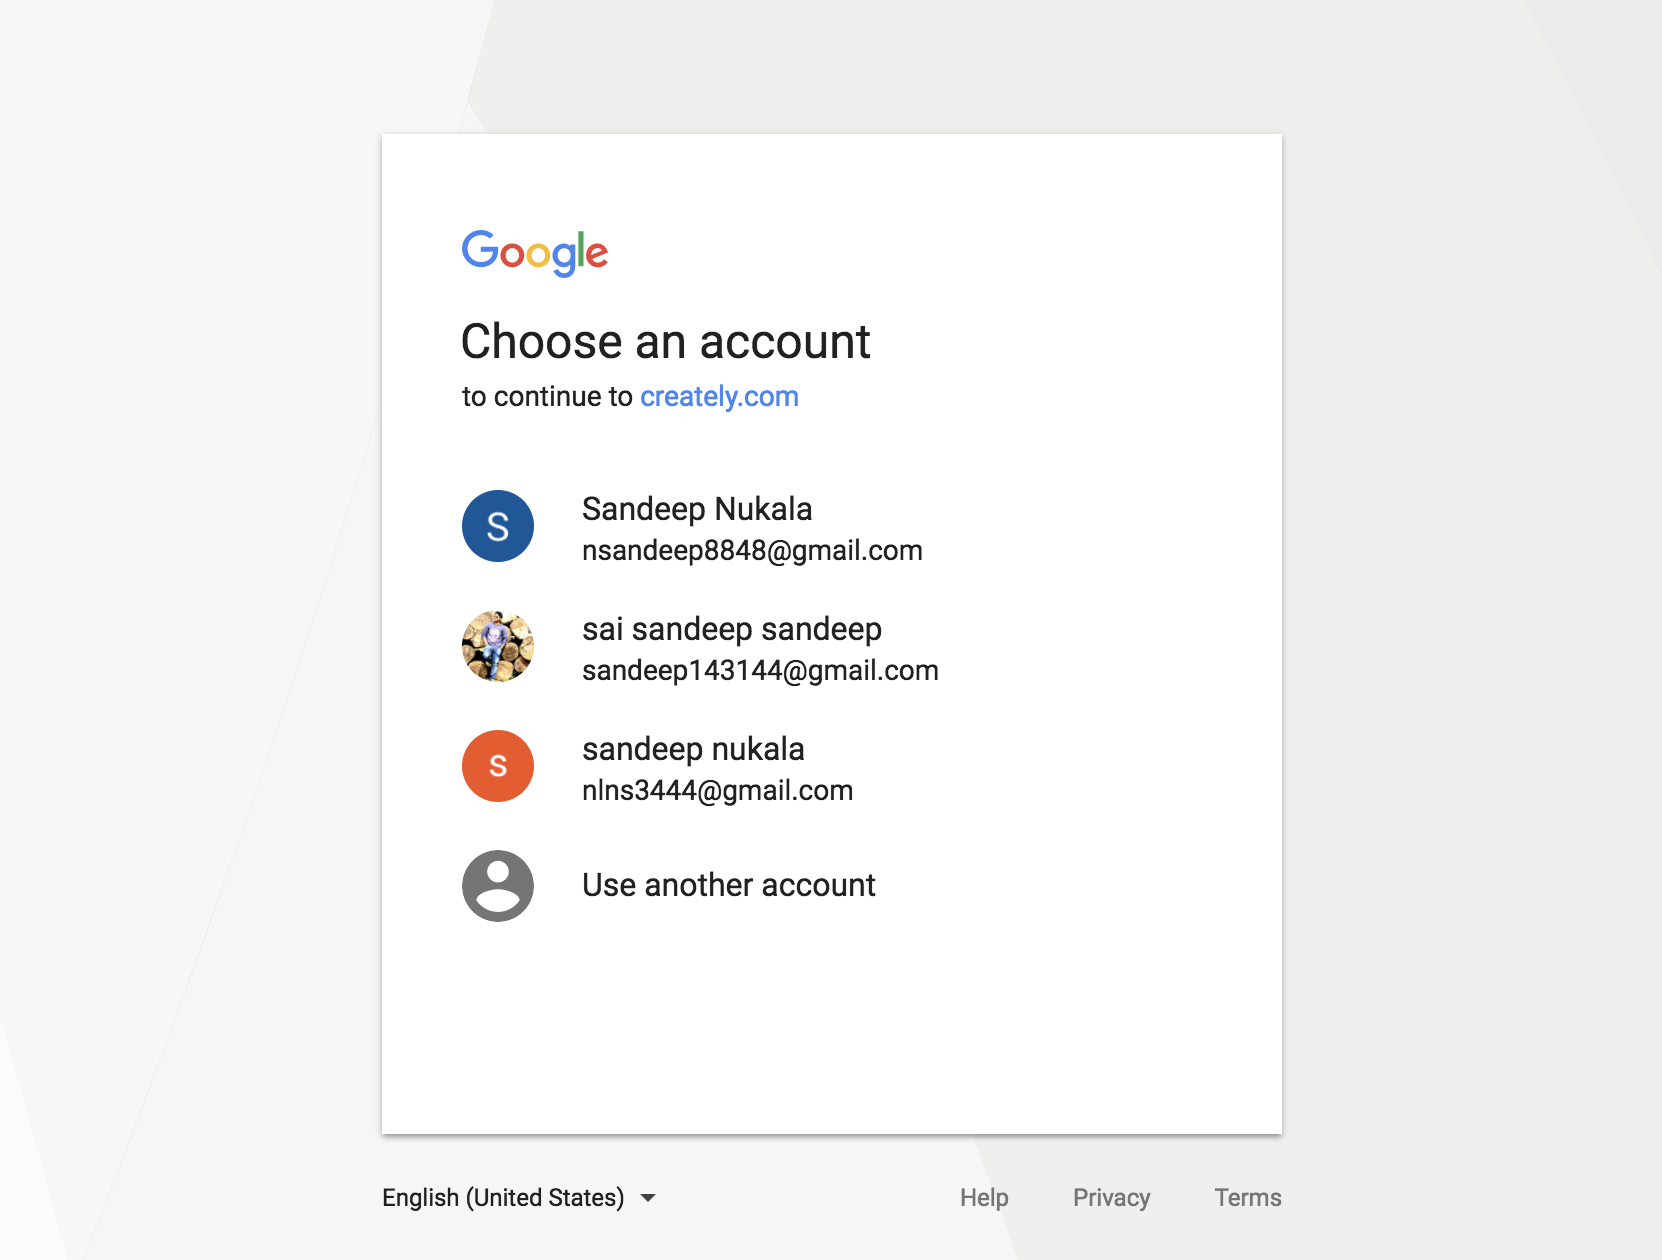 Google
Choose an account
to continue to creately.com
S
Sandeep Nukala
nsandeep8848@gmail.com
sai sandeep sandeep
sandeep143144@gmail.com
s
sandeep nukala
nlns3444@gmail.com
Use another account
English (United States)
Help Privacy Terms